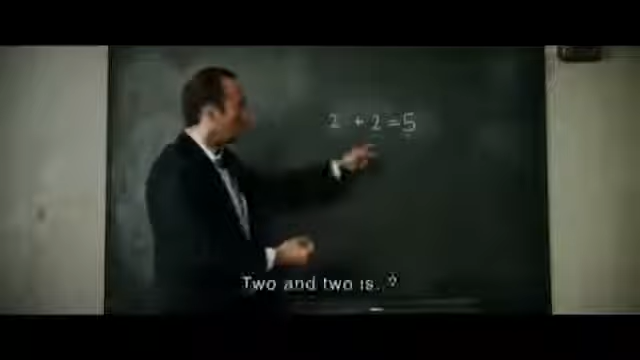 2 + 2 = 5
Two and two is.